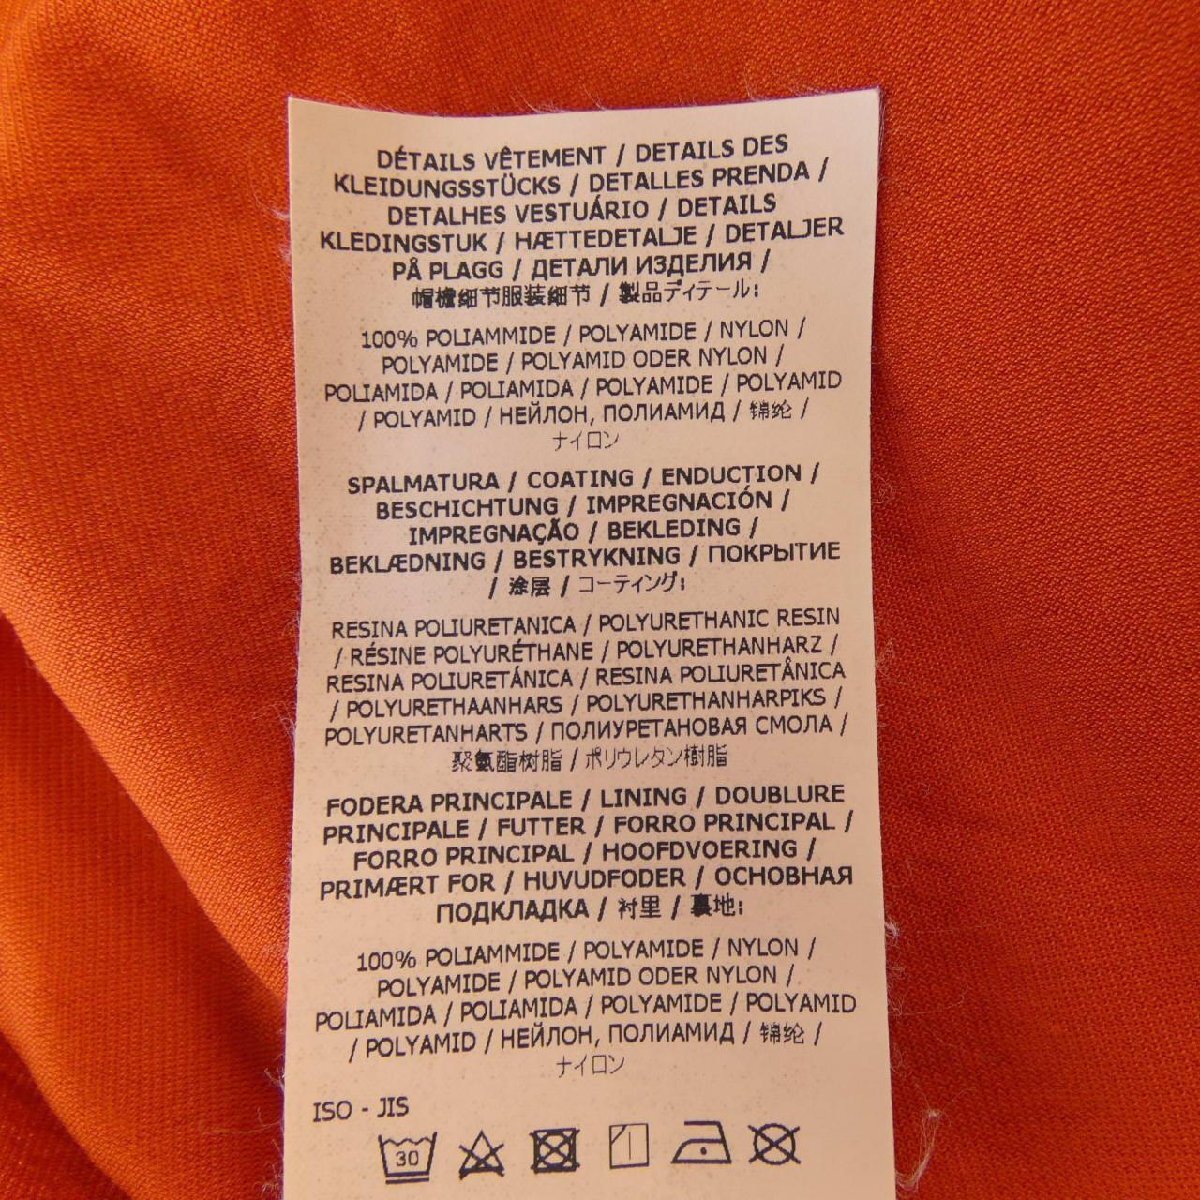 DÉTAILS VÊTEMENT / DETAILS DES
KLEIDUNGSSTÜCKS / DETALLES PRENDA /
DETALHES VESTUÁRIO / DETAILS
KLEDINGSTUK / HÆTTEDETALJE / DETALJER
PÅ PLAGG / ДЕТАЛИ ИЗДЕЛИЯ /
帽檐细节服装细节 / 製品ディテール:
100% POLIAMMIDE / POLYAMIDE / NYLON /
POLYAMIDE / POLYAMID ODER NYLON /
POLIAMIDA / POLIAMIDA / POLYAMIDE / POLYAMID
/ POLYAMID / НЕЙЛОН, ПОЛИАМИД / 锦纶 /
ナイロン
SPALMATURA / COATING / ENDUCTION /
BESCHICHTUNG / IMPREGNACIÓN /
IMPREGNAÇÃO / BEKLEDING /
BEKLÆDNING / BESTRYKNING / ПОКРЫТИЕ
/ 涂层 / コーティング:
RESINA POLIURETANICA / POLYURETHANIC RESIN
/ RÉSINE POLYURÉTHANE / POLYURETHANHARZ /
RESINA POLIURETÁNICA / RESINA POLIURETÂNICA
/ POLYURETHAANHARS / POLYURETHANHARPIKS /
POLYURETANHARTS / ПОЛИУРЕТАНОВАЯ СМОЛА /
聚氨酯树脂 / ポリウレタン樹脂
FODERA PRINCIPALE / LINING / DOUBLURE
PRINCIPALE / FUTTER / FORRO PRINCIPAL /
FORRO PRINCIPAL / HOOFDVOERING /
PRIMÆRT FOR / HUVUDFODER / ОСНОВНАЯ
ПОДКЛАДКА / 衬里 / 裏地:
100% POLIAMMIDE / POLYAMIDE / NYLON /
POLYAMIDE / POLYAMID ODER NYLON /
POLIAMIDA / POLIAMIDA / POLYAMIDE / POLYAMID
/ POLYAMID / НЕЙЛОН, ПОЛИАМИД / 锦纶 /
ナイロン
ISO - JIS
30